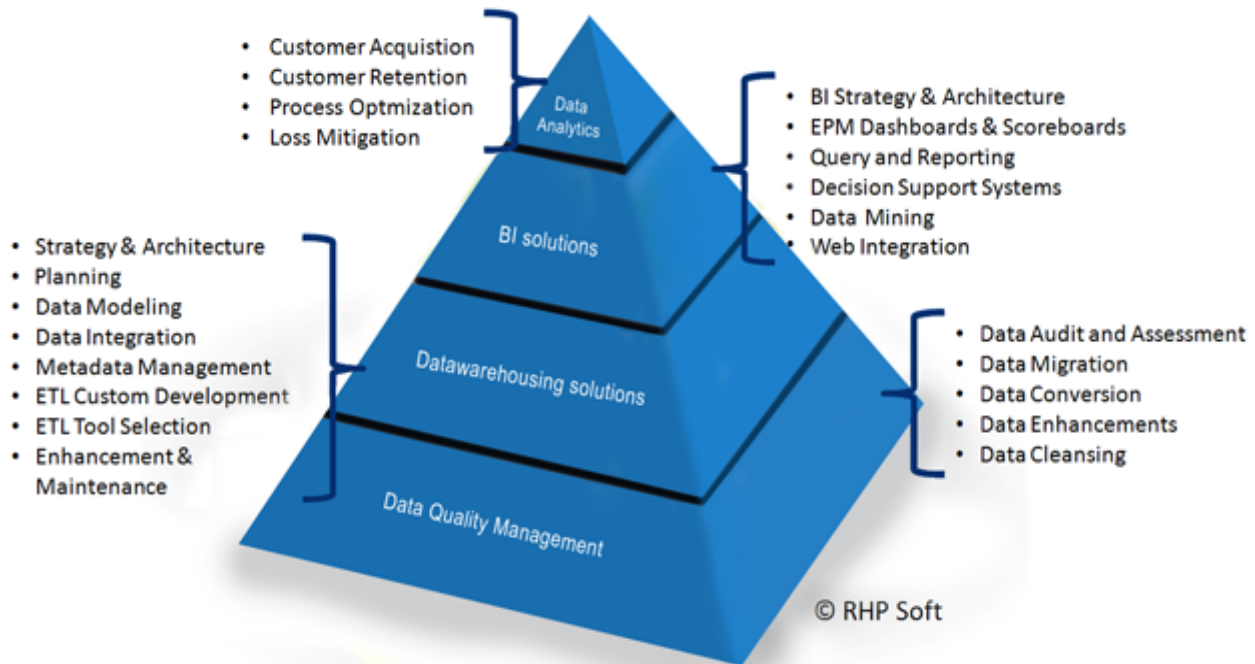 • Customer Acquistion
• Customer Retention
• Process Optmization
• Loss Mitigation
Data
Analytics
• BI Strategy & Architecture
• EPM Dashboards & Scoreboards
• Query and Reporting
• Decision Support Systems
• Data Mining
• Web Integration
BI solutions
• Strategy & Architecture
• Planning
• Data Modeling
• Data Integration
• Metadata Management
• ETL Custom Development
• ETL Tool Selection
• Enhancement &
Maintenance
Datawarehousing solutions
• Data Audit and Assessment
• Data Migration
• Data Conversion
• Data Enhancements
• Data Cleansing
Data Quality Management
© RHP Soft